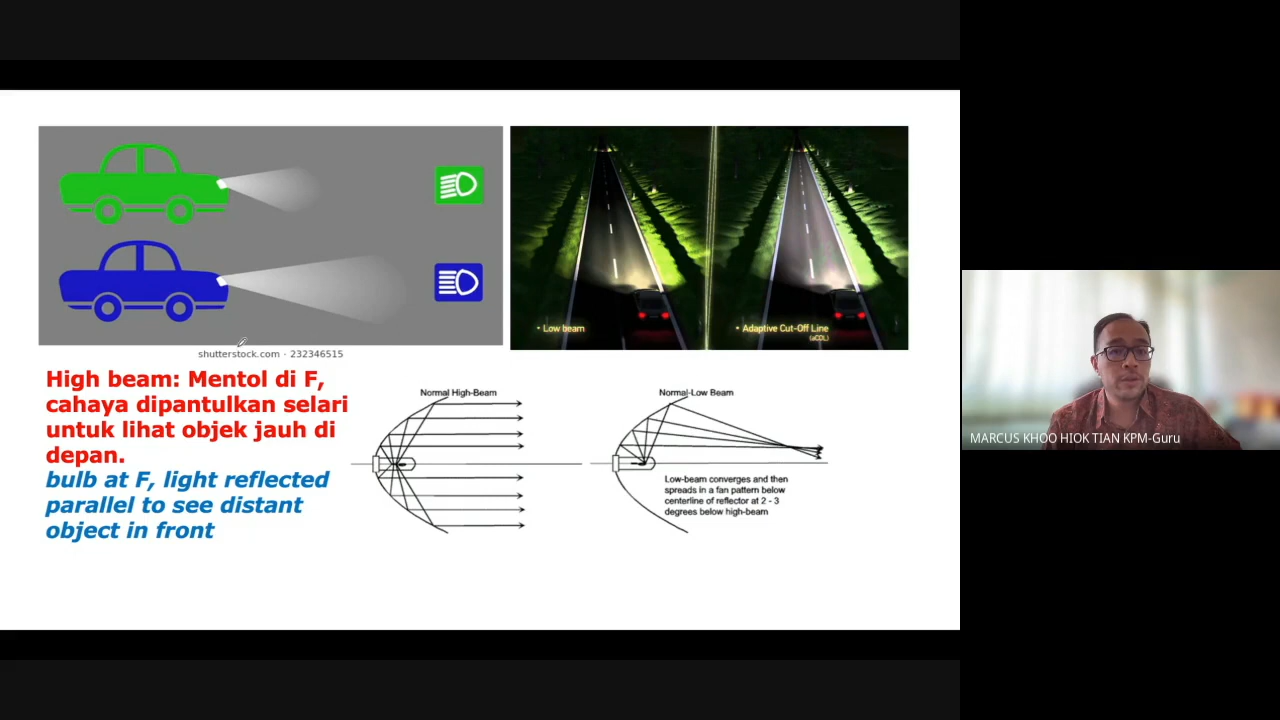 • Low beam
• Adaptive Cut-Off Line
(aCOL)
shutterstock.com · 232346515
High beam: Mentol di F,
cahaya dipantulkan selari
untuk lihat objek jauh di
depan.
bulb at F, light reflected
parallel to see distant
object in front
Normal High-Beam
Normal-Low Beam
Low-beam converges and then
spreads in a fan pattern below
centerline of reflector at 2 - 3
degrees below high-beam
MARCUS KHOO HIOK TIAN KPM-Guru